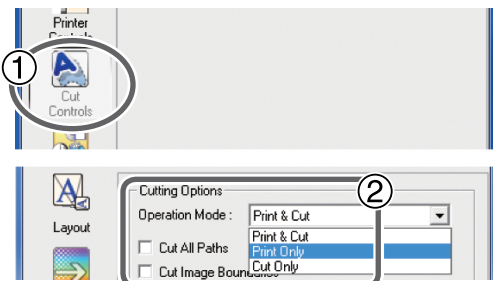 Printer
Controls
1
Cut
Controls
Layout
Cutting Options
2
Operation Mode :
Print & Cut
Print & Cut
Print Only
Cut Only
Cut All Paths
Cut Image